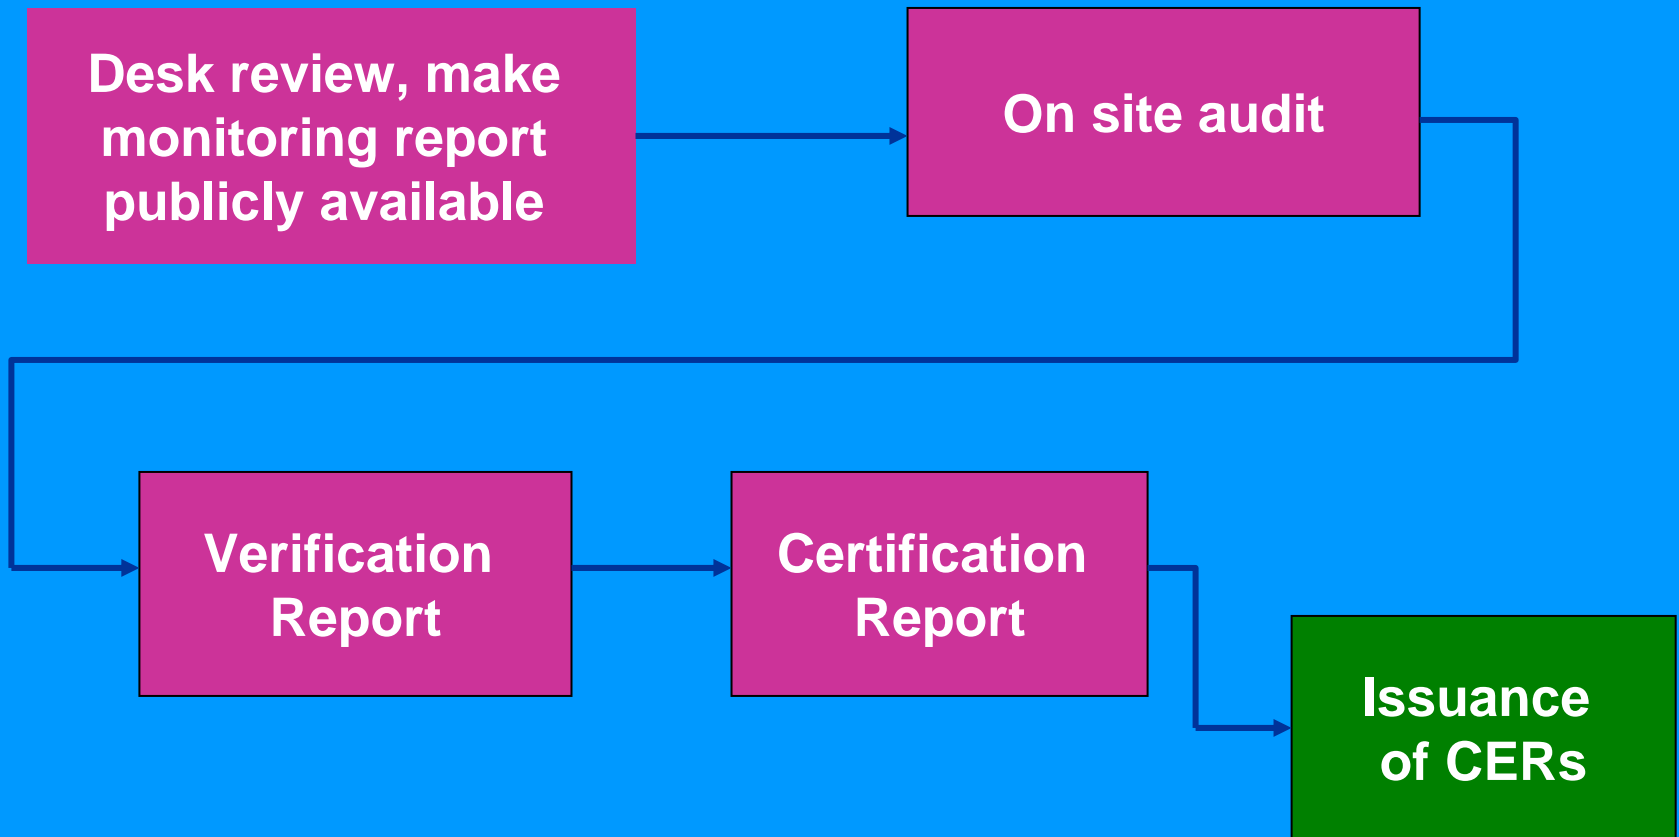 Desk review, make
monitoring report
publicly available
On site audit
Verification
Report
Certification
Report
Issuance
of CERs